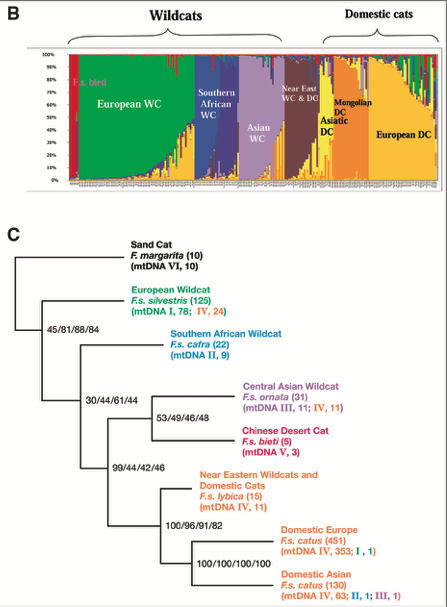 B
Wildcats
Domestic cats
100%
90%
80%
70%
60%
50%
40%
30%
20%
10%
0%
F.s. bieti
European WC
Southern
African
WC
Asian
WC
Near East
WC & DC
Asiatic
DC
Mongolian
DC
European DC
C
Sand Cat
F. margarita (10)
(mtDNA VI, 10)
European Wildcat
F.s. silvestris (125)
(mtDNA I, 78; IV, 24)
45/81/88/84
Southern African Wildcat
F.s. cafra (22)
(mtDNA II, 9)
30/44/61/44
Central Asian Wildcat
F.s. ornata (31)
(mtDNA III, 11; IV, 11)
53/49/46/48
Chinese Desert Cat
F.s. bieti (5)
(mtDNA V, 3)
99/44/42/46
Near Eastern Wildcats and
Domestic Cats
F.s. lybica (15)
(mtDNA IV, 11)
100/96/91/82
Domestic Europe
F.s. catus (451)
(mtDNA IV, 353; I , 1)
100/100/100/100
Domestic Asian
F.s. catus (130)
(mtDNA IV, 63; II, 1; III, 1)